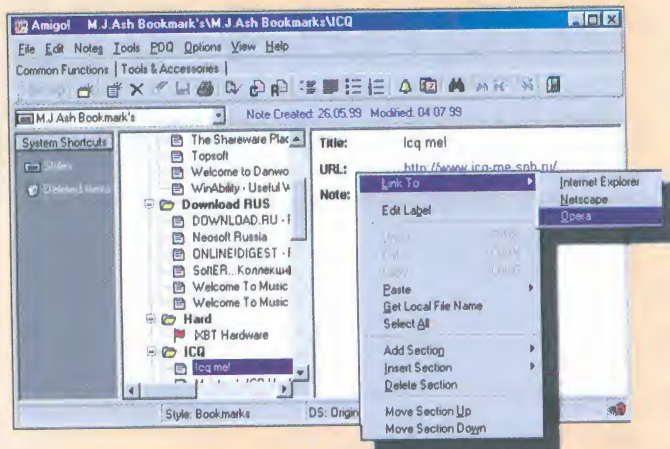 Amigo! M.J.Ash Bookmark's\M.J.Ash Bookmarks\ICQ
File Edit Notes Tools PDQ Options View Help
Common Functions | Tools & Accessories |
M.J.Ash Bookmark's Note Created: 26.05.99 Modified: 04 07 99
System Shortcuts
Deleted Items
The Shareware Plac
Topsoft
Welcome to Danwo
WinAbility - Useful W
Download RUS
DOWNLOAD.RU - F
Neosoft Russia
ONLINE!DIGEST - F
SoftER...Коллекции
Welcome To Music
Welcome To Music
Hard
iXBT Hardware
ICQ
Icq me!
Title: Icq me!
URL: http://www.icq-me.spb.ru/
Note:
Link To
Edit Label
Paste
Get Local File Name
Select All
Add Section
Insert Section
Delete Section
Move Section Up
Move Section Down
Internet Explorer
Netscape
Opera
Style: Bookmarks DS: Origin